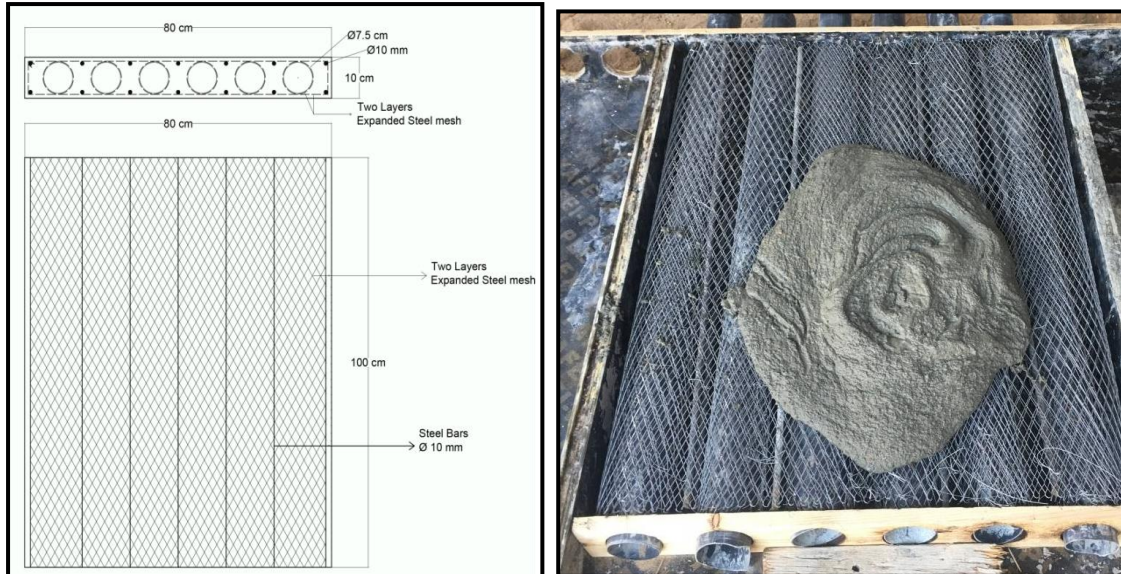 80 cm
Ø7.5 cm
Ø10 mm
10 cm
Two Layers
Expanded Steel mesh
80 cm
Two Layers
Expanded Steel mesh
100 cm
Steel Bars
Ø 10 mm